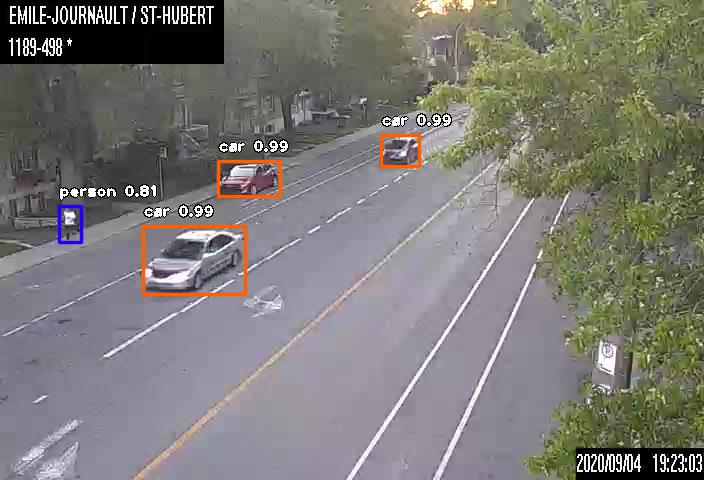 EMILE-JOURNAULT / ST-HUBERT
1189-498 *
car 0.99
car 0.99
person 0.81
car 0.99
P
2020/09/04 19:23:03